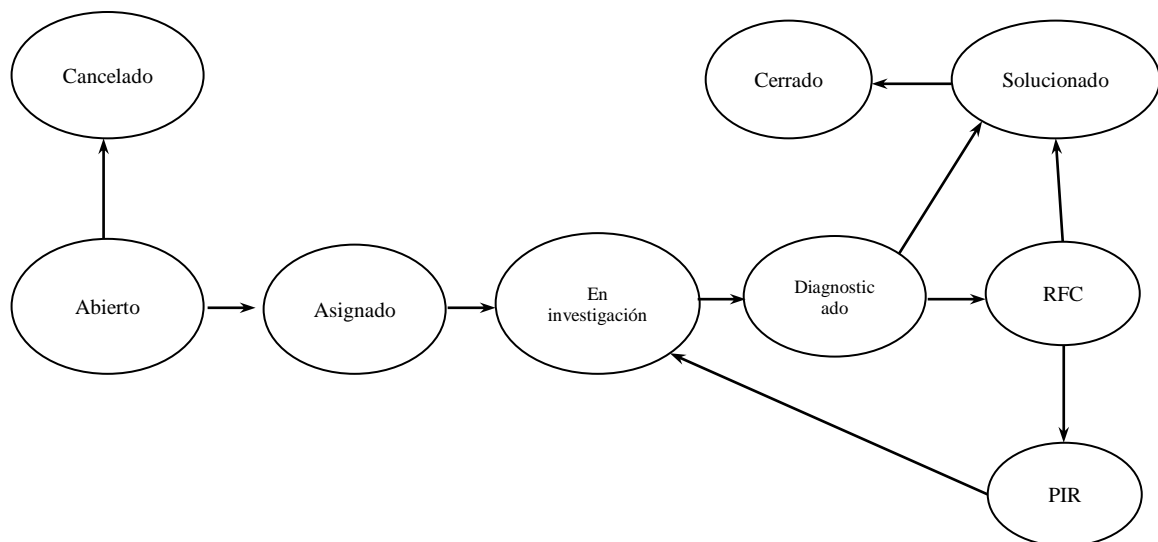 Cancelado
Cerrado
Solucionado
Abierto
Asignado
En
investigación
Diagnostic
ado
RFC
PIR